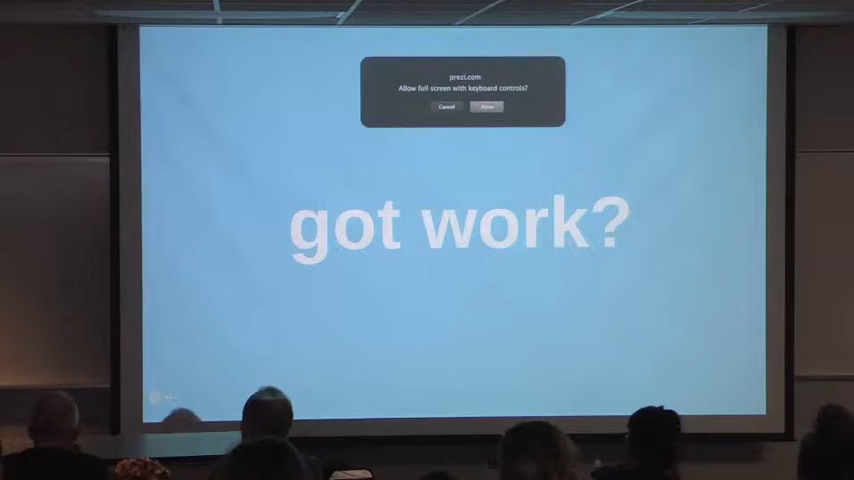 prezi.com
Allow full screen with keyboard controls?
Cancel
Allow
got work?